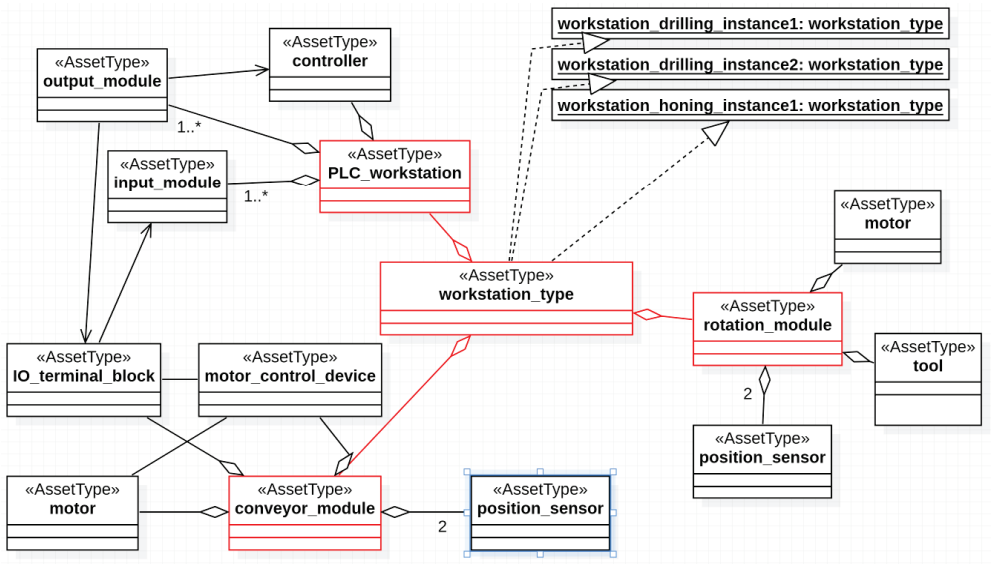 workstation_drilling_instance1: workstation_type
«AssetType»
controller
«AssetType»
output_module
workstation_drilling_instance2: workstation_type
workstation_honing_instance1: workstation_type
1..*
«AssetType»
PLC_workstation
«AssetType»
input_module
1..*
«AssetType»
motor
«AssetType»
workstation_type
«AssetType»
rotation_module
«AssetType»
tool
«AssetType»
IO_terminal_block
«AssetType»
motor_control_device
2
«AssetType»
position_sensor
«AssetType»
motor
«AssetType»
conveyor_module
2
«AssetType»
position_sensor